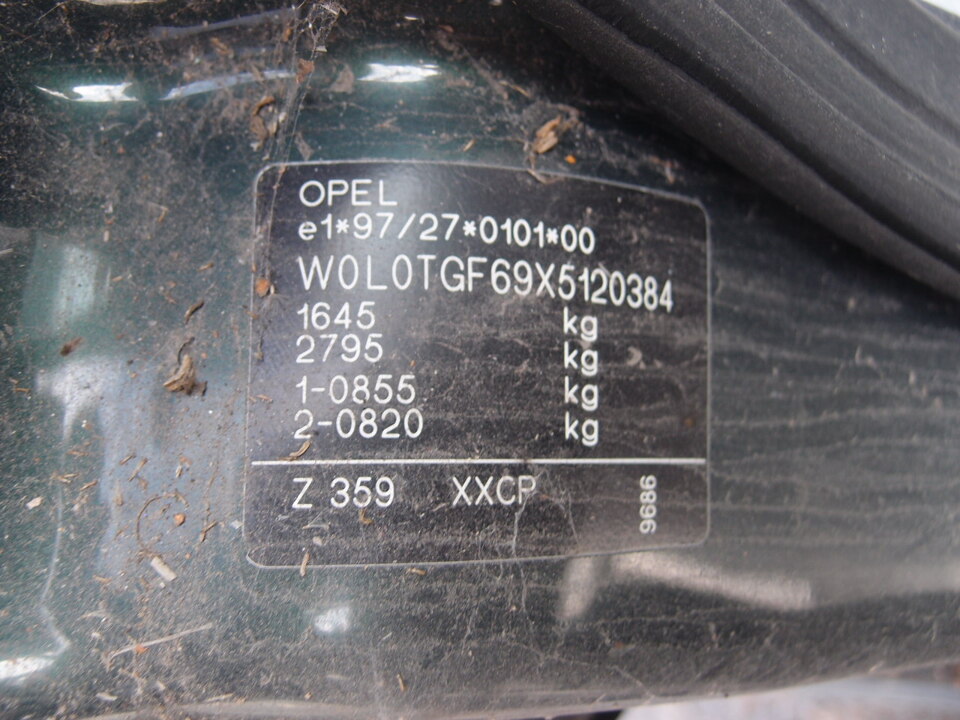 OPEL
e1*97/27*0101*00
W0L0TGF69X5120384
1645 kg
2795 kg
1-0855 kg
2-0820 kg
Z 359 XXCP
9686